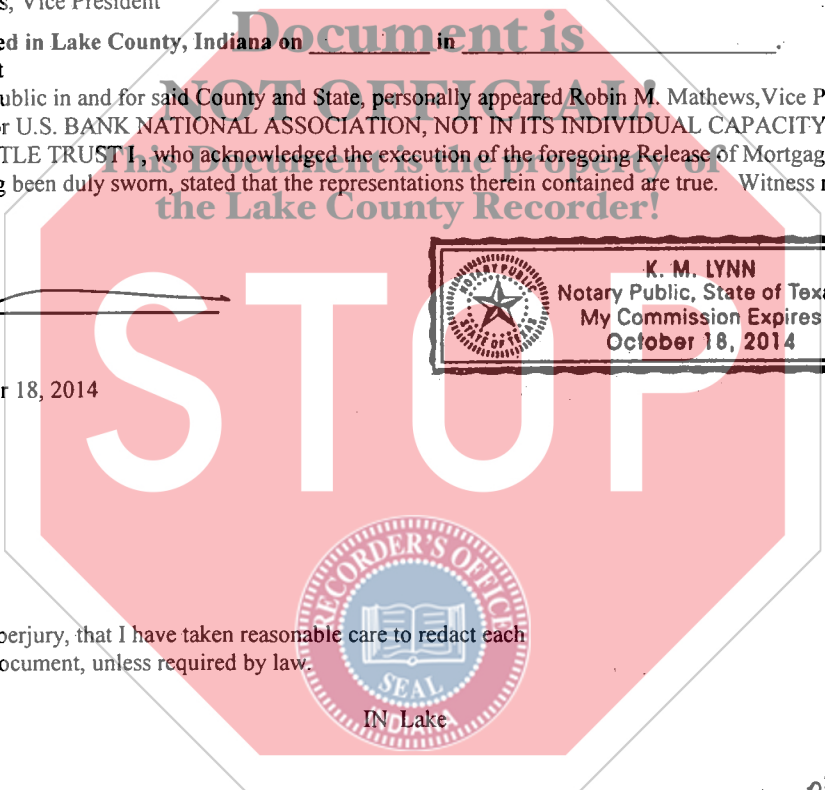 s, Vice President
Document is
ed in Lake County, Indiana on ____________ in ____________________________.
t
NOT OFFICIAL!
ublic in and for said County and State, personally appeared Robin M. Mathews,Vice P
or U.S. BANK NATIONAL ASSOCIATION, NOT IN ITS INDIVIDUAL CAPACITY
TLE TRUST I , who acknowledged the execution of the foregoing Release of Mortgag
This Document is the property of
g been duly sworn, stated that the representations therein contained are true. Witness
the Lake County Recorder!
K. M. LYNN
Notary Public, State of Texa
My Commission Expires
October 18, 2014
NOTARY PUBLIC
STATE OF TEXAS
r 18, 2014
STOP
RECORDER'S OFFICE
perjury, that I have taken reasonable care to redact each
ocument, unless required by law.
SEAL
INDIANA
IN Lake